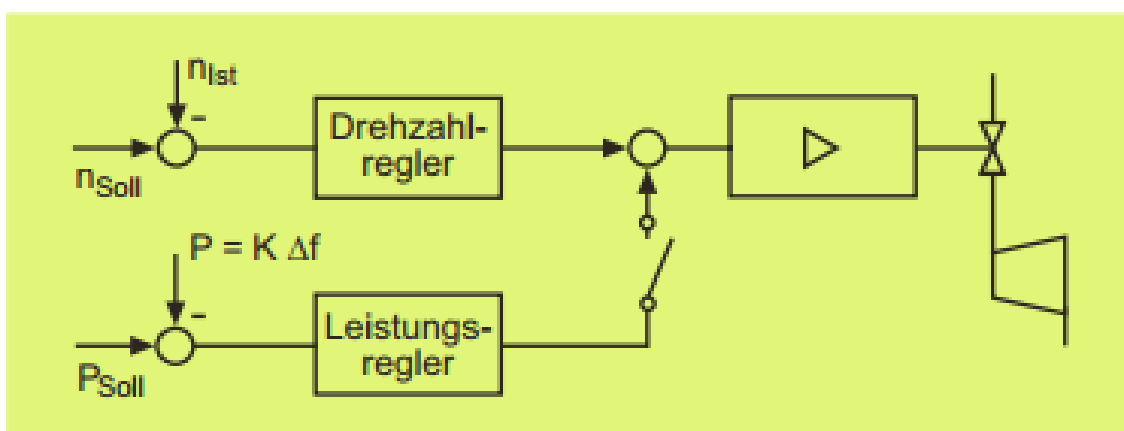 nIst
-
Drehzahl-
regler
nSoll
P = K Δf
-
Leistungs-
regler
PSoll